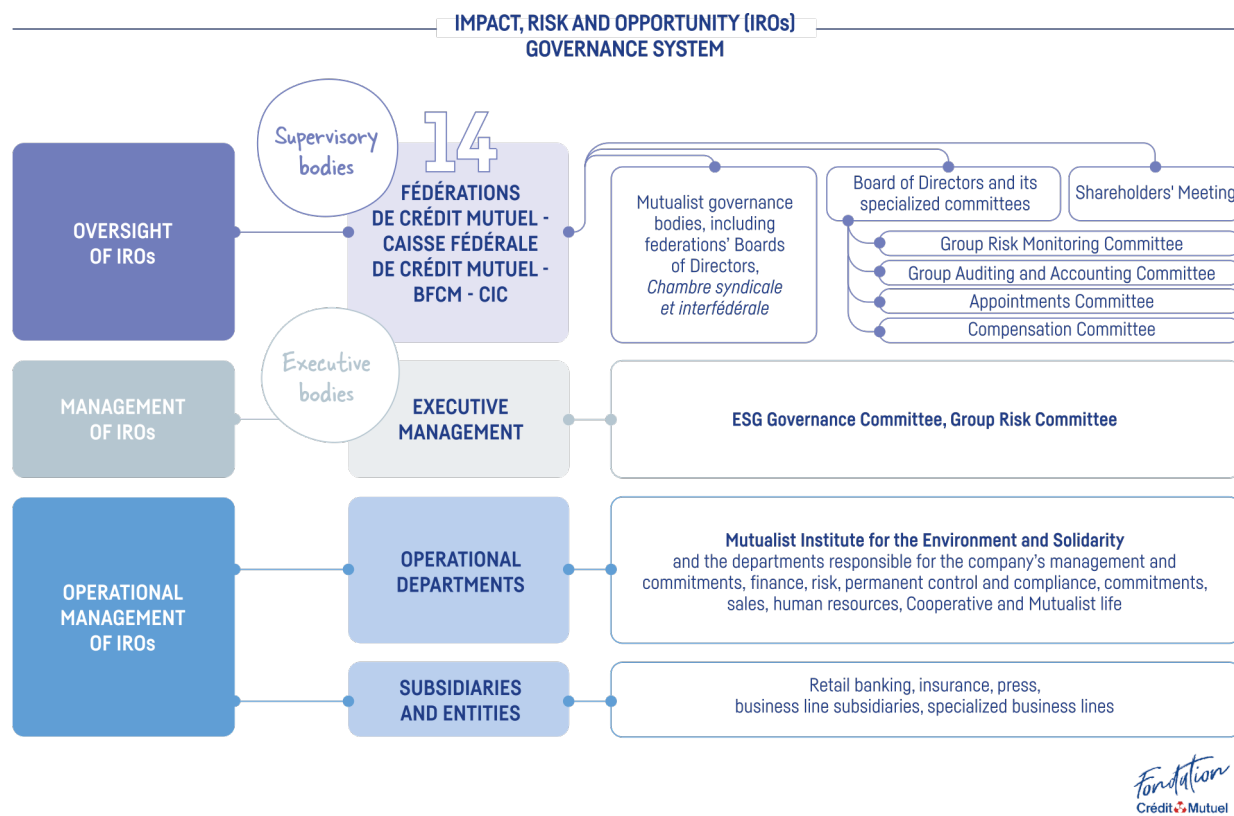 IMPACT, RISK AND OPPORTUNITY (IROs)
GOVERNANCE SYSTEM
Supervisory
bodies
14
OVERSIGHT
OF IROs
FÉDÉRATIONS
DE CRÉDIT MUTUEL -
CAISSE FÉDÉRALE
DE CRÉDIT MUTUEL -
BFCM - CIC
Mutualist governance
bodies, including
federations’ Boards
of Directors,
Chambre syndicale
et interfédérale
Board of Directors and its
specialized committees
Shareholders' Meeting
Group Risk Monitoring Committee
Group Auditing and Accounting Committee
Appointments Committee
Compensation Committee
Executive
bodies
MANAGEMENT
OF IROs
EXECUTIVE
MANAGEMENT
ESG Governance Committee, Group Risk Committee
OPERATIONAL
MANAGEMENT
OF IROs
OPERATIONAL
DEPARTMENTS
Mutualist Institute for the Environment and Solidarity
and the departments responsible for the company’s management and
commitments, finance, risk, permanent control and compliance, commitments,
sales, human resources, Cooperative and Mutualist life
SUBSIDIARIES
AND ENTITIES
Retail banking, insurance, press,
business line subsidiaries, specialized business lines
Fondation
Crédit Mutuel